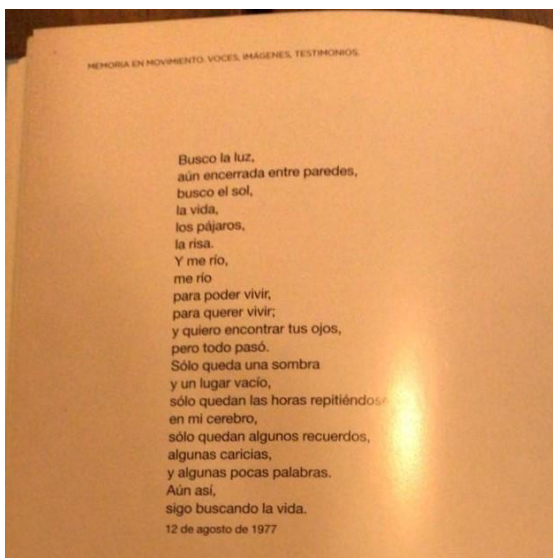 MEMORIA EN MOVIMIENTO. VOCES, IMÁGENES, TESTIMONIOS.
Busco la luz,
aún encerrada entre paredes,
busco el sol,
la vida,
los pájaros,
la risa.
Y me río,
me río
para poder vivir,
para querer vivir;
y quiero encontrar tus ojos,
pero todo pasó.
Sólo queda una sombra
y un lugar vacío,
sólo quedan las horas repitiéndose
en mi cerebro,
sólo quedan algunos recuerdos,
algunas caricias,
y algunas pocas palabras.
Aún así,
sigo buscando la vida.
12 de agosto de 1977